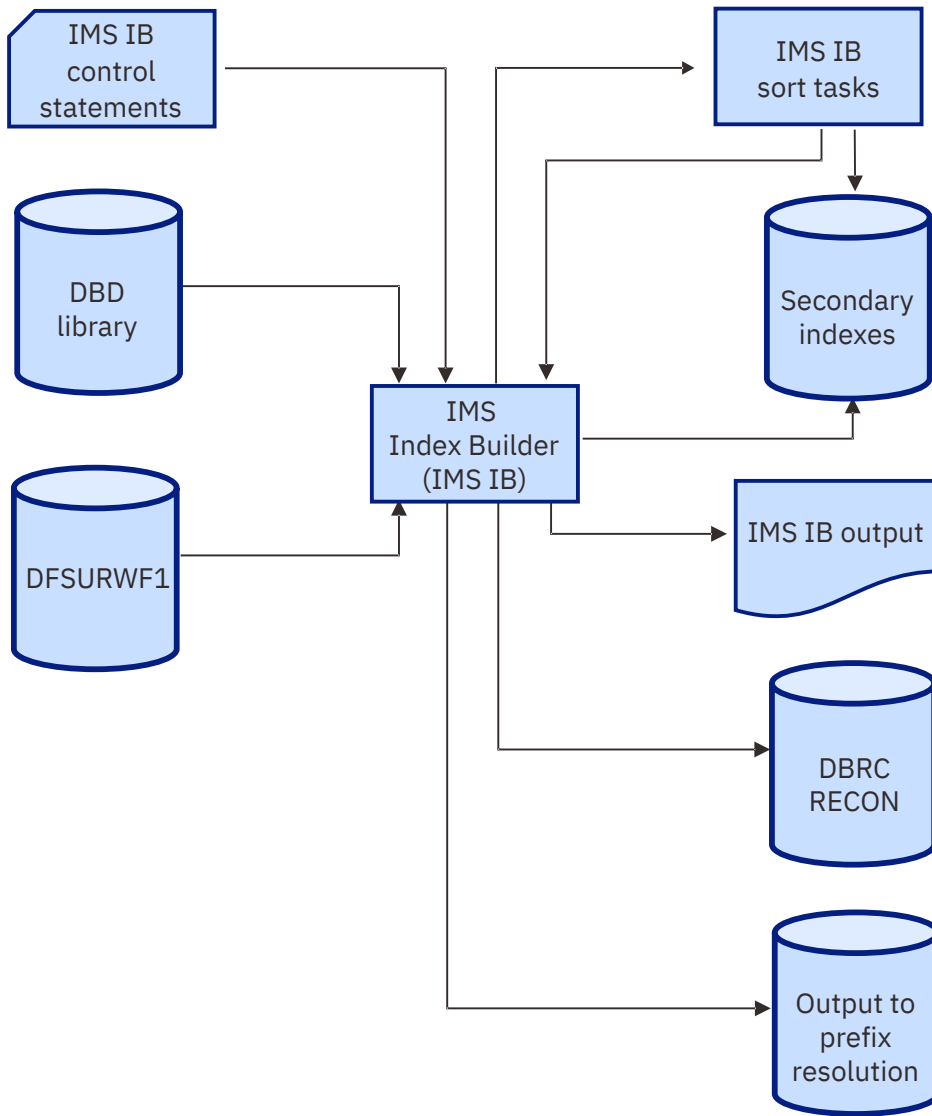 IMS IB
control
statements
IMS IB
sort tasks
DBD
library
Secondary
indexes
IMS
Index Builder
(IMS IB)
DFSURWF1
IMS IB output
DBRC
RECON
Output to
prefix
resolution